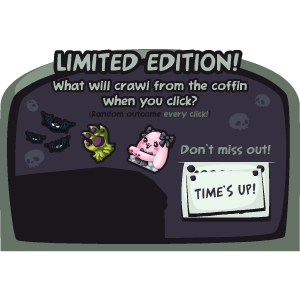 LIMITED EDITION!
What will crawl from the coffin
when you click?
(Random outcome every click!)
Don't miss out!
TIME'S UP!